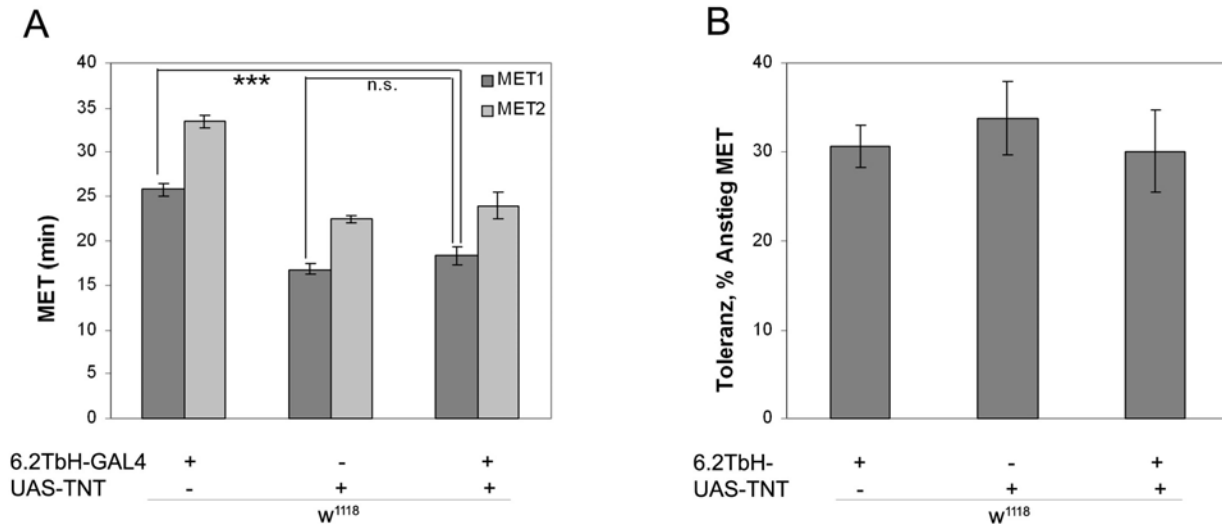 A
40
35
30
25
20
15
10
5
0
MET (min)
***
n.s.
MET1
MET2
6.2TbH-GAL4 + - +
UAS-TNT - + +
w¹¹¹⁸
B
40
30
20
10
0
Toleranz, % Anstieg MET
6.2TbH- + - +
UAS-TNT - + +
w¹¹¹⁸